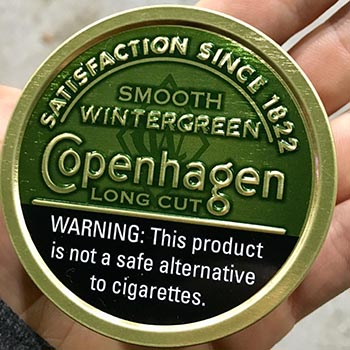 SATISFACTION SINCE 1822
SMOOTH
WINTERGREEN
Copenhagen
LONG CUT
WARNING: This product
is not a safe alternative
to cigarettes.